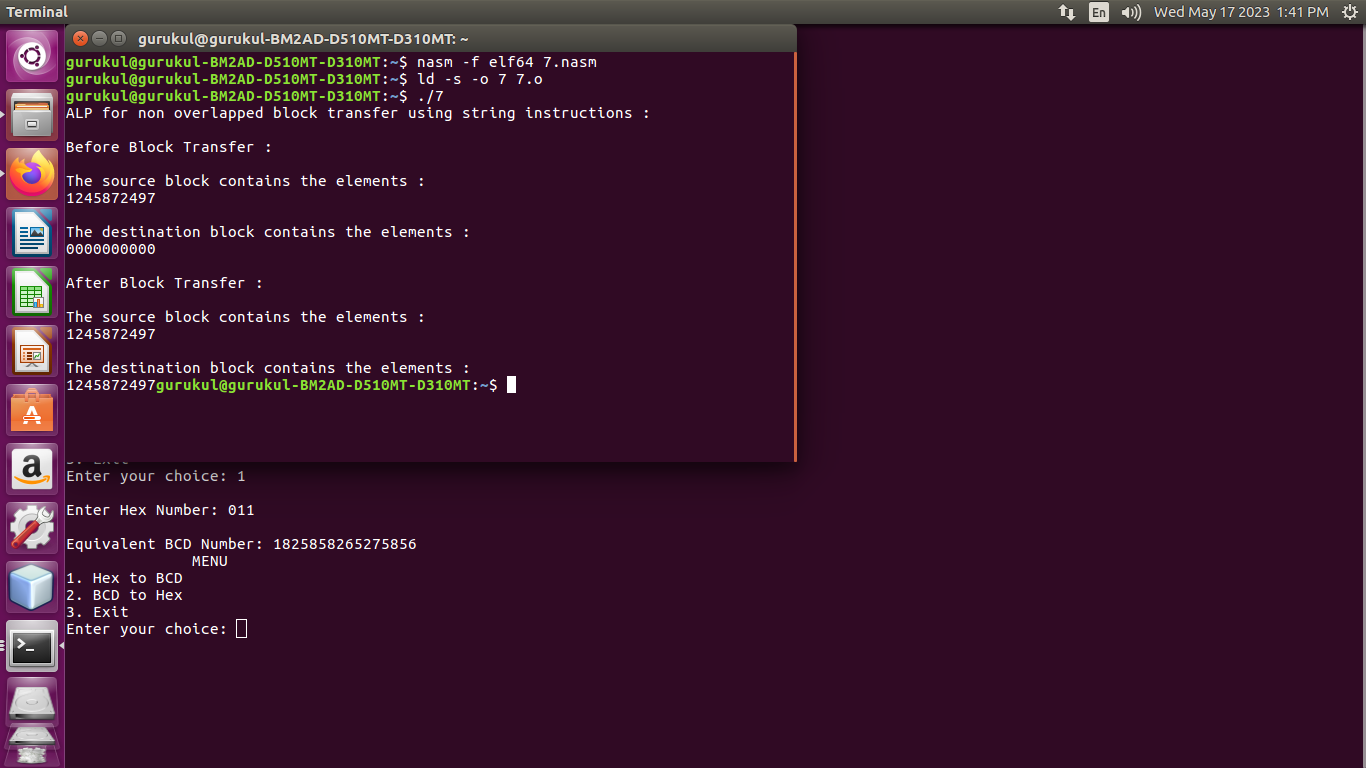 Terminal
En
Wed May 17 2023 1:41 PM
gurukul@gurukul-BM2AD-D510MT-D310MT: ~
gurukul@gurukul-BM2AD-D510MT-D310MT:~$ nasm -f elf64 7.nasm
gurukul@gurukul-BM2AD-D510MT-D310MT:~$ ld -s -o 7 7.o
gurukul@gurukul-BM2AD-D510MT-D310MT:~$ ./7
ALP for non overlapped block transfer using string instructions :
Before Block Transfer :
The source block contains the elements :
1245872497
The destination block contains the elements :
0000000000
After Block Transfer :
The source block contains the elements :
1245872497
The destination block contains the elements :
1245872497gurukul@gurukul-BM2AD-D510MT-D310MT:~$
Enter your choice: 1
Enter Hex Number: 011
Equivalent BCD Number: 1825858265275856
MENU
1. Hex to BCD
2. BCD to Hex
3. Exit
Enter your choice: